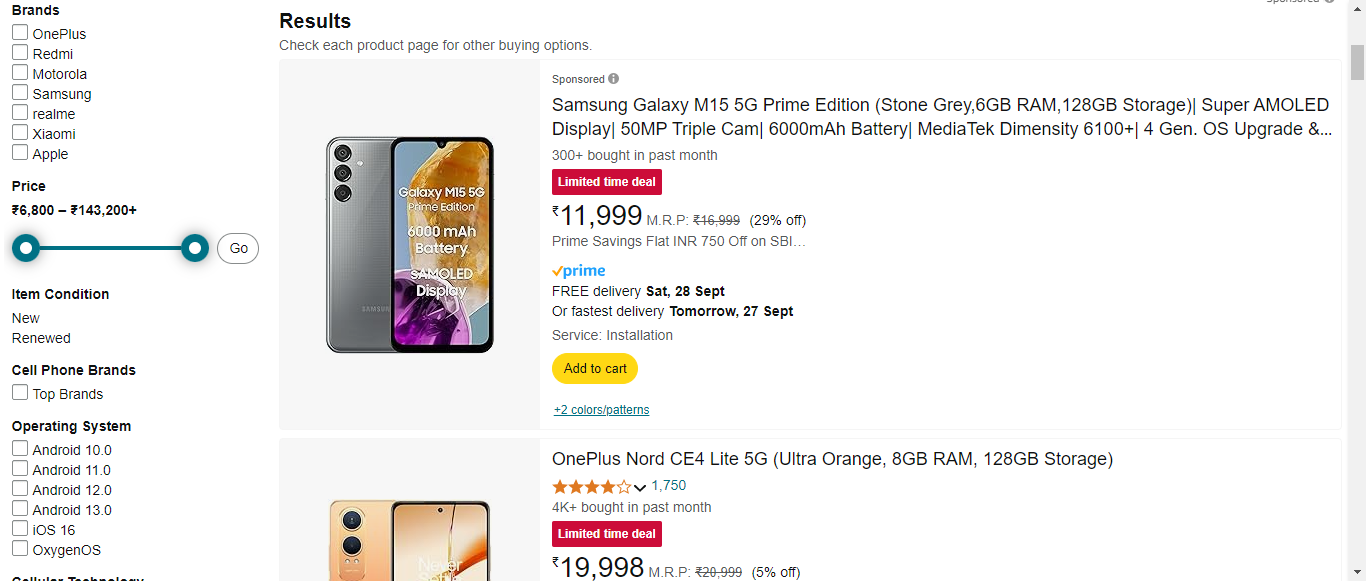 Brands
OnePlus
Redmi
Motorola
Samsung
realme
Xiaomi
Apple
Price
₹6,800 – ₹143,200+
Go
Item Condition
New
Renewed
Cell Phone Brands
Top Brands
Operating System
Android 10.0
Android 11.0
Android 12.0
Android 13.0
iOS 16
OxygenOS
Cellular Technology
Sponsored
Results
Check each product page for other buying options.
Galaxy M15 5G
Prime Edition
6000 mAh
Battery
SAMOLED
Display
SAMSUNG
Sponsored
Samsung Galaxy M15 5G Prime Edition (Stone Grey,6GB RAM,128GB Storage)| Super AMOLED
Display| 50MP Triple Cam| 6000mAh Battery| MediaTek Dimensity 6100+| 4 Gen. OS Upgrade &...
300+ bought in past month
Limited time deal
₹11,999 M.R.P: ₹16,999 (29% off)
Prime Savings Flat INR 750 Off on SBI…
prime
FREE delivery Sat, 28 Sept
Or fastest delivery Tomorrow, 27 Sept
Service: Installation
Add to cart
+2 colors/patterns
Never
Settle
OnePlus Nord CE4 Lite 5G (Ultra Orange, 8GB RAM, 128GB Storage)
1,750
4K+ bought in past month
Limited time deal
₹19,998 M.R.P: ₹20,999 (5% off)